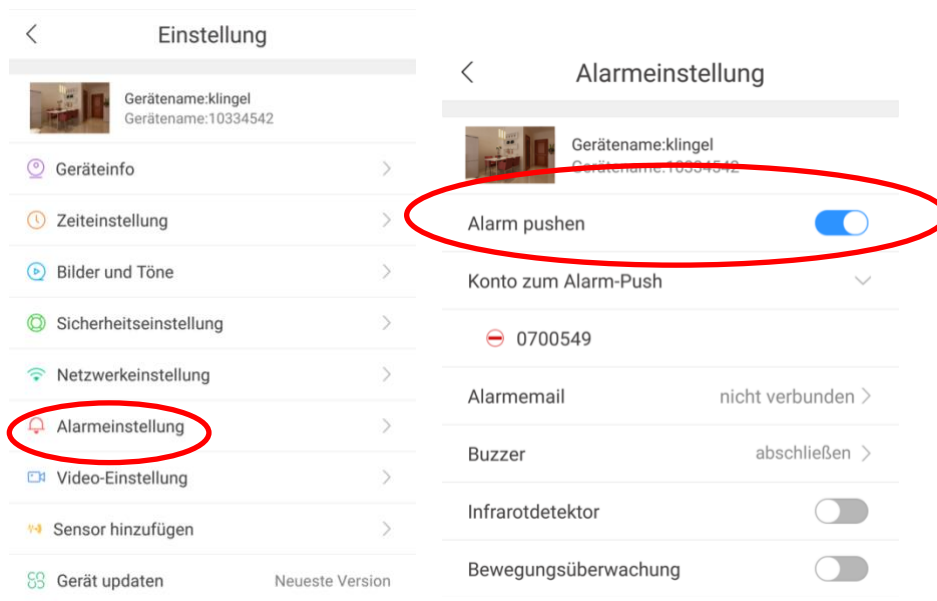 Einstellung
Gerätename:klingel
Gerätename:10334542
Geräteinfo
Zeiteinstellung
Bilder und Töne
Sicherheitseinstellung
Netzwerkeinstellung
Alarmeinstellung
Video-Einstellung
Sensor hinzufügen
Gerät updaten Neueste Version
Alarmeinstellung
Gerätename:klingel
Gerätename:10334542
Alarm pushen
Konto zum Alarm-Push
0700549
Alarmemail nicht verbunden
Buzzer abschließen
Infrarotdetektor
Bewegungsüberwachung